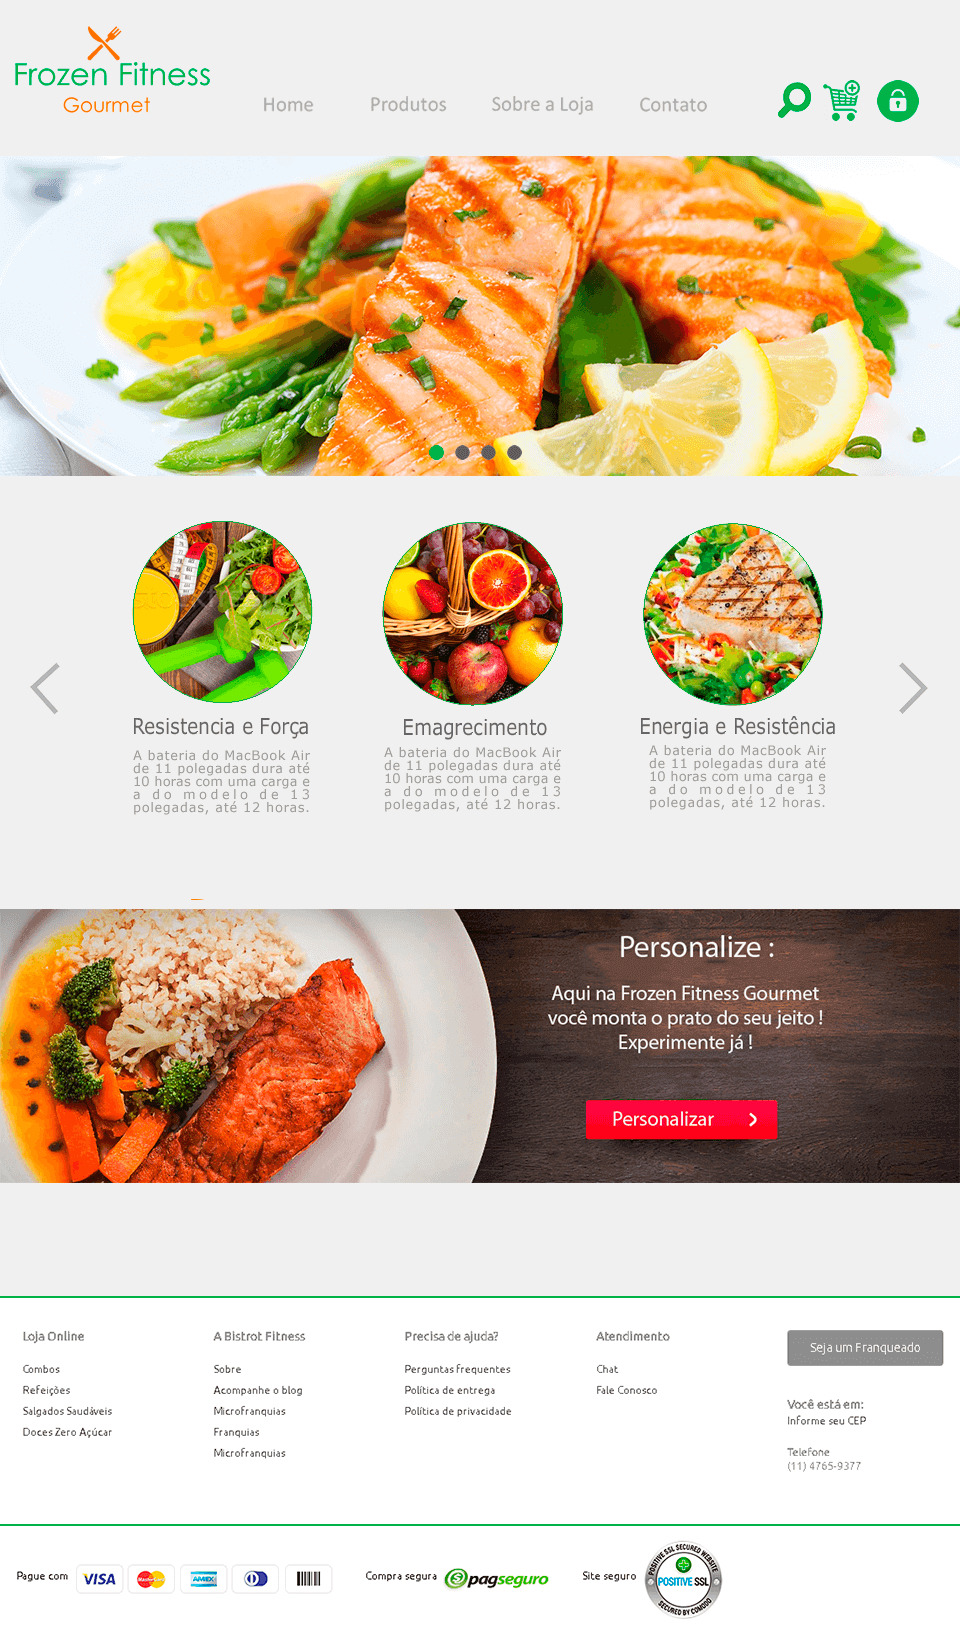 Frozen Fitness
Gourmet
Home Produtos Sobre a Loja Contato
Resistencia e Força
A bateria do MacBook Air
de 11 polegadas dura até
10 horas com uma carga e
a do modelo de 13
polegadas, até 12 horas.
Emagrecimento
A bateria do MacBook Air
de 11 polegadas dura até
10 horas com uma carga e
a do modelo de 13
polegadas, até 12 horas.
Energia e Resistência
A bateria do MacBook Air
de 11 polegadas dura até
10 horas com uma carga e
a do modelo de 13
polegadas, até 12 horas.
Personalize :
Aqui na Frozen Fitness Gourmet
você monta o prato do seu jeito !
Experimente já !
Personalizar
Loja Online
Combos
Refeições
Salgados Saudáveis
Doces Zero Açúcar
A Bistrot Fitness
Sobre
Acompanhe o blog
Microfranquias
Franquias
Microfranquias
Precisa de ajuda?
Perguntas frequentes
Política de entrega
Política de privacidade
Atendimento
Chat
Fale Conosco
Seja um Franqueado
Você está em:
Informe seu CEP
Telefone
(11) 4765-9377
Pague com
VISA
MasterCard
AMEX
Compra segura
pagseguro
Site seguro
POSITIVE SSL SECURED WEBSITE
POSITIVE SSL
SECURED BY COMODO